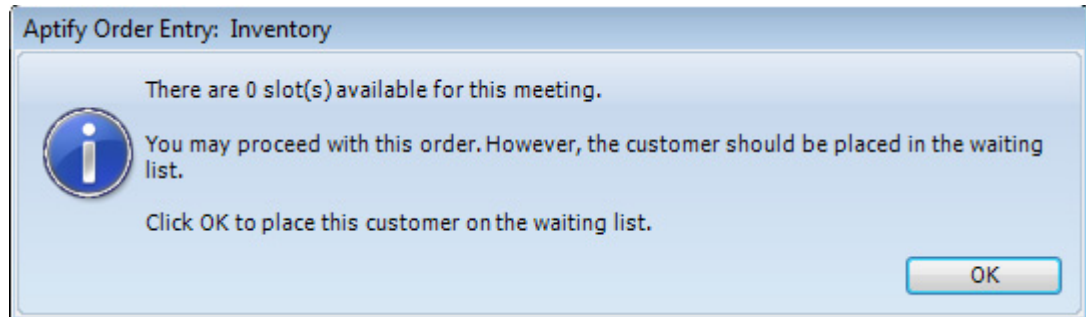 Aptify Order Entry: Inventory
There are 0 slot(s) available for this meeting.
You may proceed with this order. However, the customer should be placed in the waiting
list.
Click OK to place this customer on the waiting list.
OK